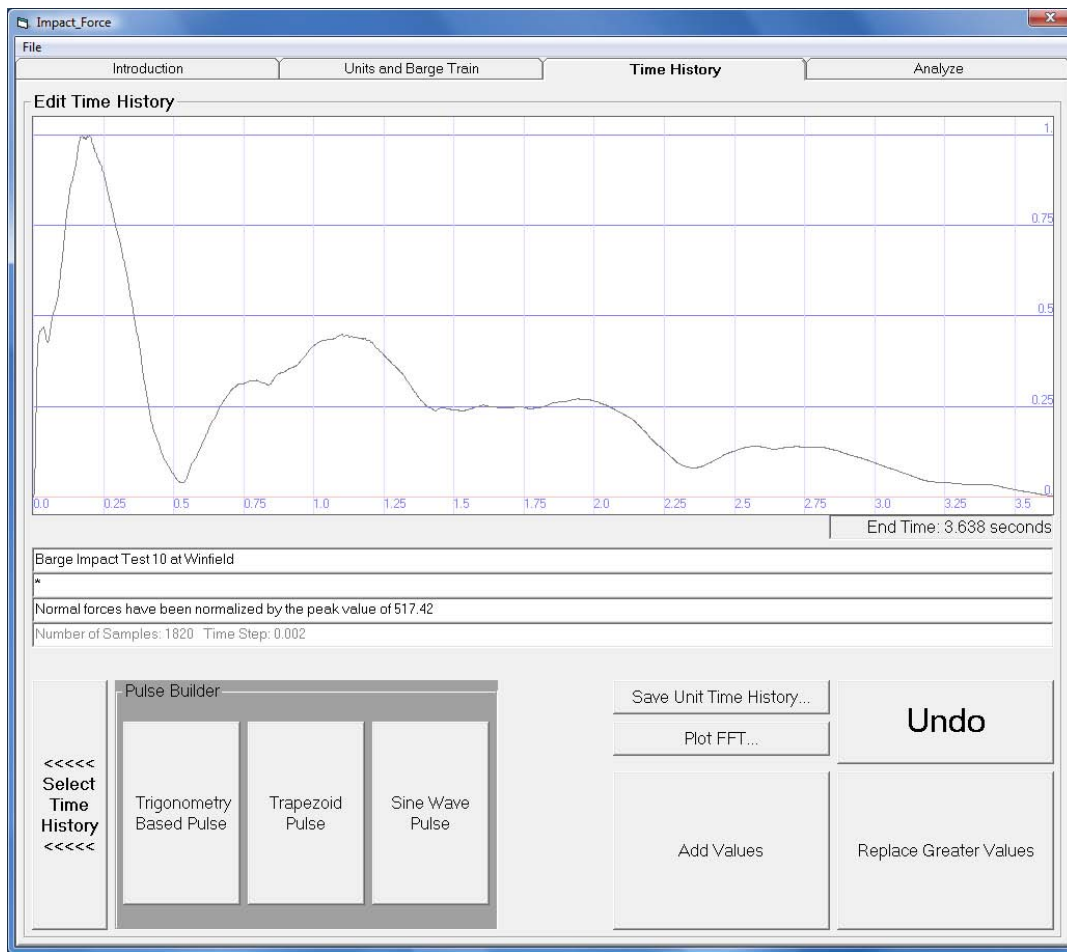 Impact_Force
File
Introduction
Units and Barge Train
Time History
Analyze
Edit Time History
1.
0.75
0.5
0.25
0.
0.0 0.25 0.5 0.75 1.0 1.25 1.5 1.75 2.0 2.25 2.5 2.75 3.0 3.25 3.5
End Time: 3.638 seconds
Barge Impact Test 10 at Winfield
*
Normal forces have been normalized by the peak value of 517.42
Number of Samples: 1820 Time Step: 0.002
<<<<<
Select
Time
History
<<<<<
Pulse Builder
Trigonometry
Based Pulse
Trapezoid
Pulse
Sine Wave
Pulse
Save Unit Time History...
Plot FFT...
Undo
Add Values
Replace Greater Values